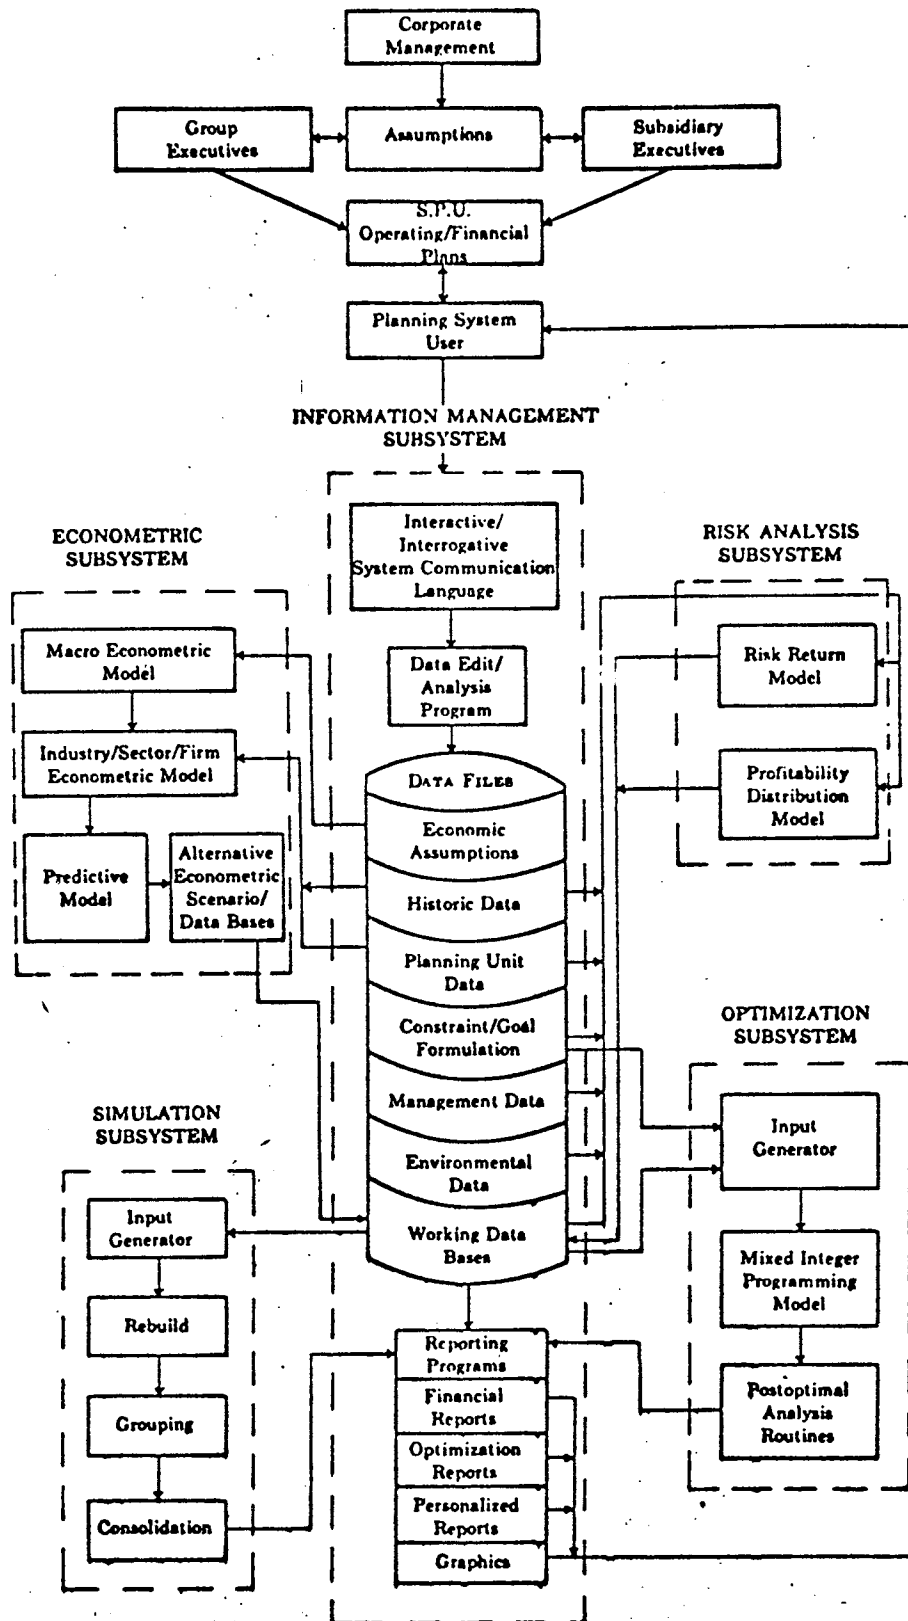 Corporate
Management
Group
Executives
Assumptions
Subsidiary
Executives
S.P.U.
Operating/Financial
Plans
Planning System
User
INFORMATION MANAGEMENT
SUBSYSTEM
Interactive/
Interrogative
System Communication
Language
Data Edit/
Analysis
Program
DATA FILES
Economic
Assumptions
Historic Data
Planning Unit
Data
Constraint/Goal
Formulation
Management Data
Environmental
Data
Working Data
Bases
Reporting
Programs
Financial
Reports
Optimization
Reports
Personalized
Reports
Graphics
ECONOMETRIC
SUBSYSTEM
Macro Econometric
Model
Industry/Sector/Firm
Econometric Model
Predictive
Model
Alternative
Econometric
Scenario/
Data Bases
SIMULATION
SUBSYSTEM
Input
Generator
Rebuild
Grouping
Consolidation
RISK ANALYSIS
SUBSYSTEM
Risk Return
Model
Profitability
Distribution
Model
OPTIMIZATION
SUBSYSTEM
Input
Generator
Mixed Integer
Programming
Model
Postoptimal
Analysis
Routines